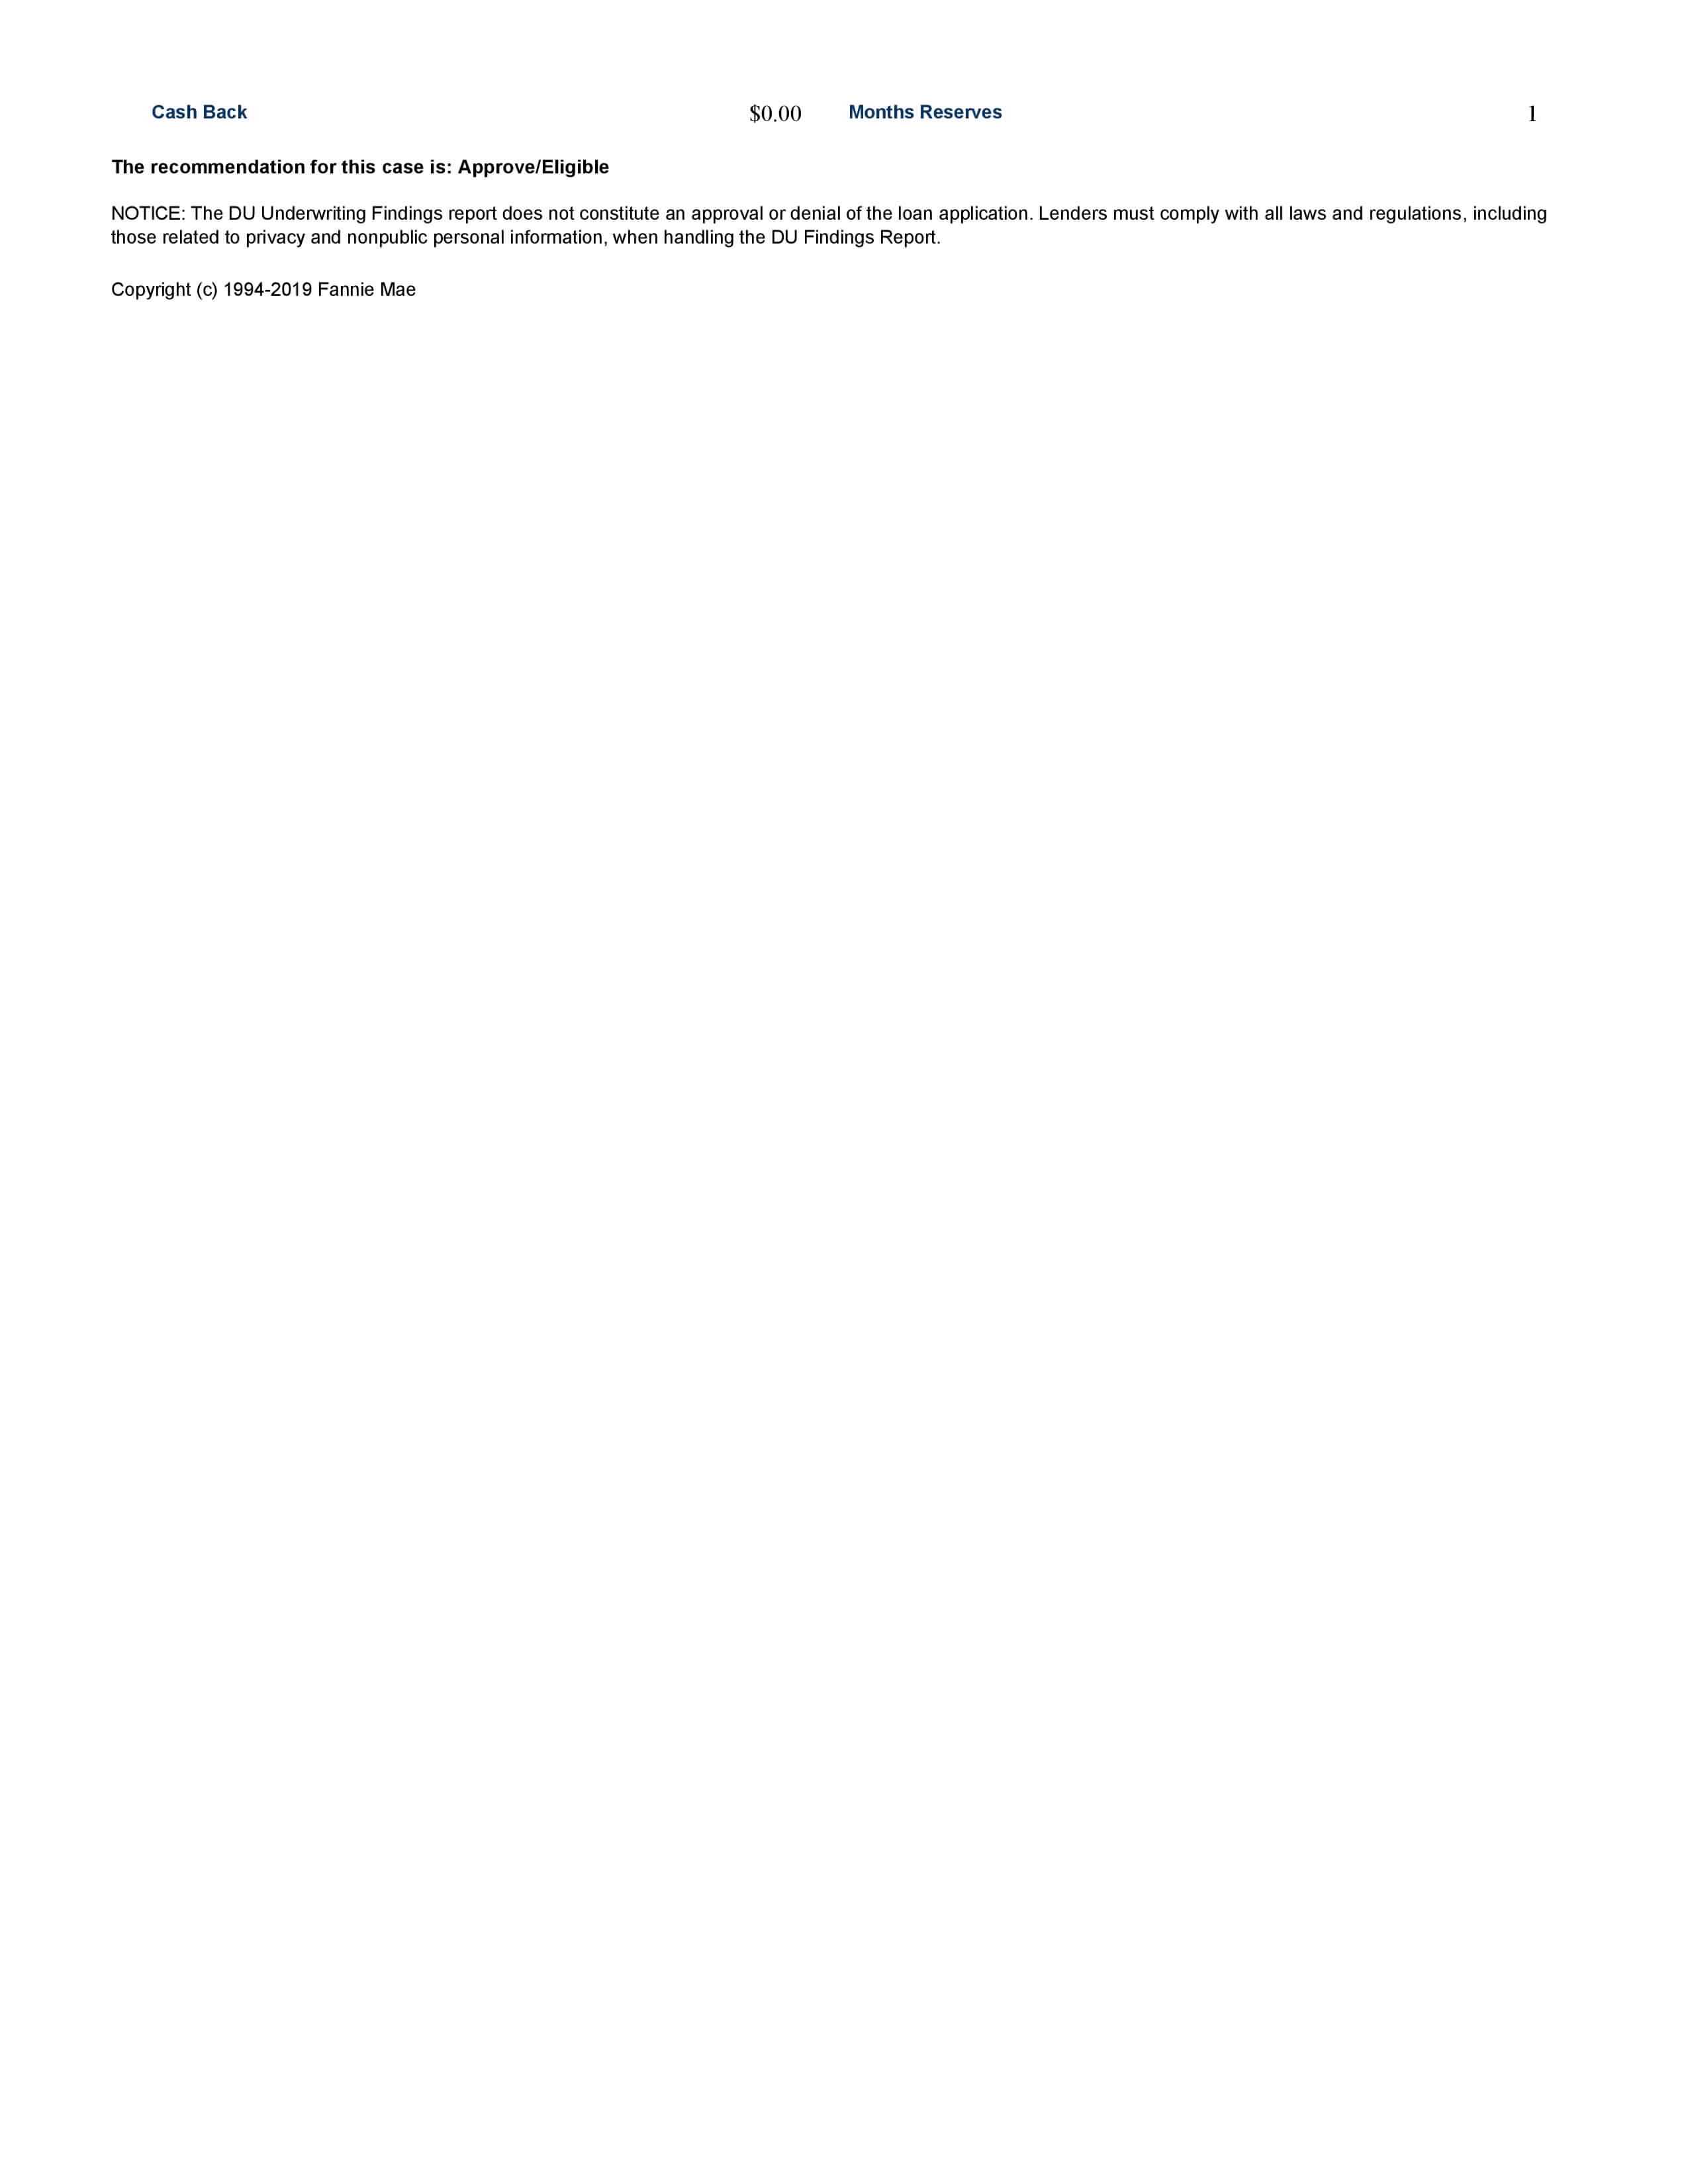 Cash Back $0.00 Months Reserves 1
The recommendation for this case is: Approve/Eligible
NOTICE: The DU Underwriting Findings report does not constitute an approval or denial of the loan application. Lenders must comply with all laws and regulations, including
those related to privacy and nonpublic personal information, when handling the DU Findings Report.
Copyright (c) 1994-2019 Fannie Mae